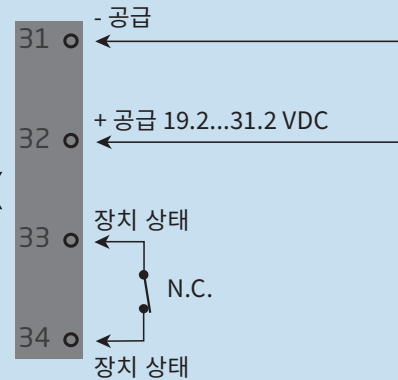 - 공급
31
+ 공급 19.2...31.2 VDC
32
장치 상태
33
N.C.
34
장치 상태